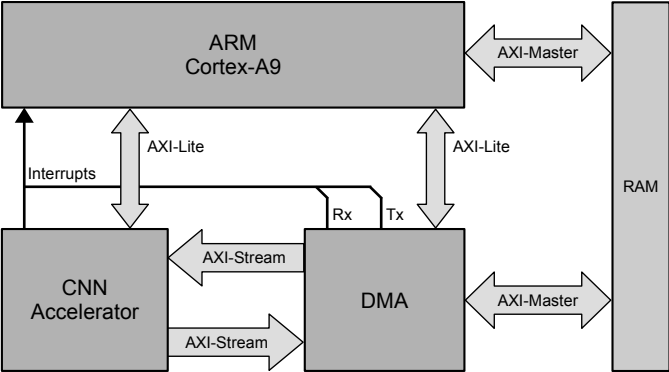 ARM
Cortex-A9
AXI-Master
AXI-Lite
AXI-Lite
Interrupts
RAM
Rx
Tx
AXI-Stream
CNN
Accelerator
DMA
AXI-Master
AXI-Stream